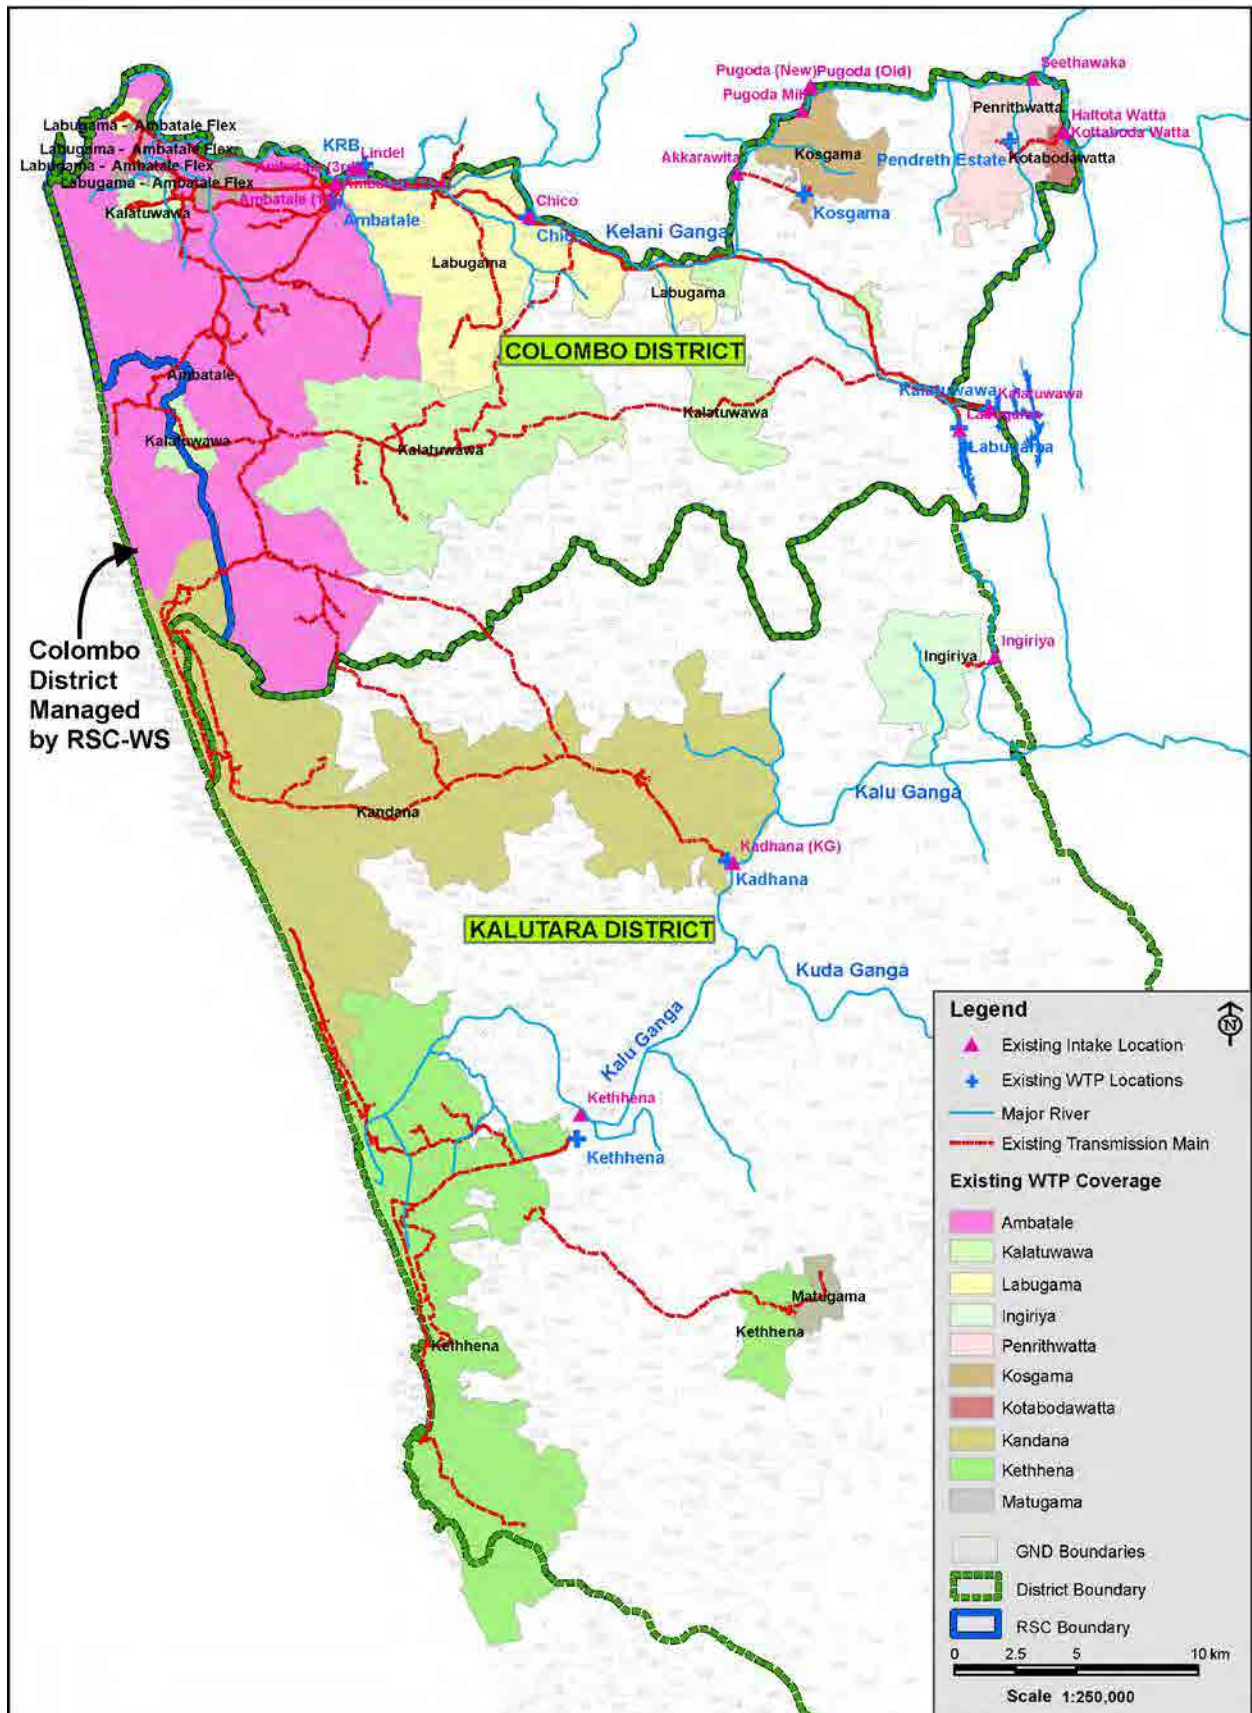 Seethawaka
Pugoda (New)Pugoda (Old)
Pugoda Mi
Penrithwatta
Haltota Watta
Labugama - Ambatale Flex
KRB
Lindel
Kottaboda Watta
Labugama - Ambatale Flex
Akkarawita
Kosgama
Pendreth Estate
Kotabodawatta
Labugama - Ambatale Flex
Labugama - Ambatale Flex
Kalatuwawa
Ambatale
Kosgama
Chico
Kelani Ganga
Labugama
Labugama
COLOMBO DISTRICT
Ambatale
Kalatuwawa
Kalatuwawa
Kalatuwawa
Kalatuwawa
Kalatuwawa
Labugama
Colombo
District
Managed
by RSC-WS
Ingiriya
Ingiriya
Kalu Ganga
Kandana
Kadhana (KG)
Kadhana
KALUTARA DISTRICT
Kuda Ganga
Kalu Ganga
Kethhena
Kethhena
Matugama
Kethhena
Kethhena
Legend
N
Existing Intake Location
Existing WTP Locations
Major River
Existing Transmission Main
Existing WTP Coverage
Ambatale
Kalatuwawa
Labugama
Ingiriya
Penrithwatta
Kosgama
Kotabodawatta
Kandana
Kethhena
Matugama
GND Boundaries
District Boundary
RSC Boundary
0 2.5 5 10 km
Scale 1:250,000